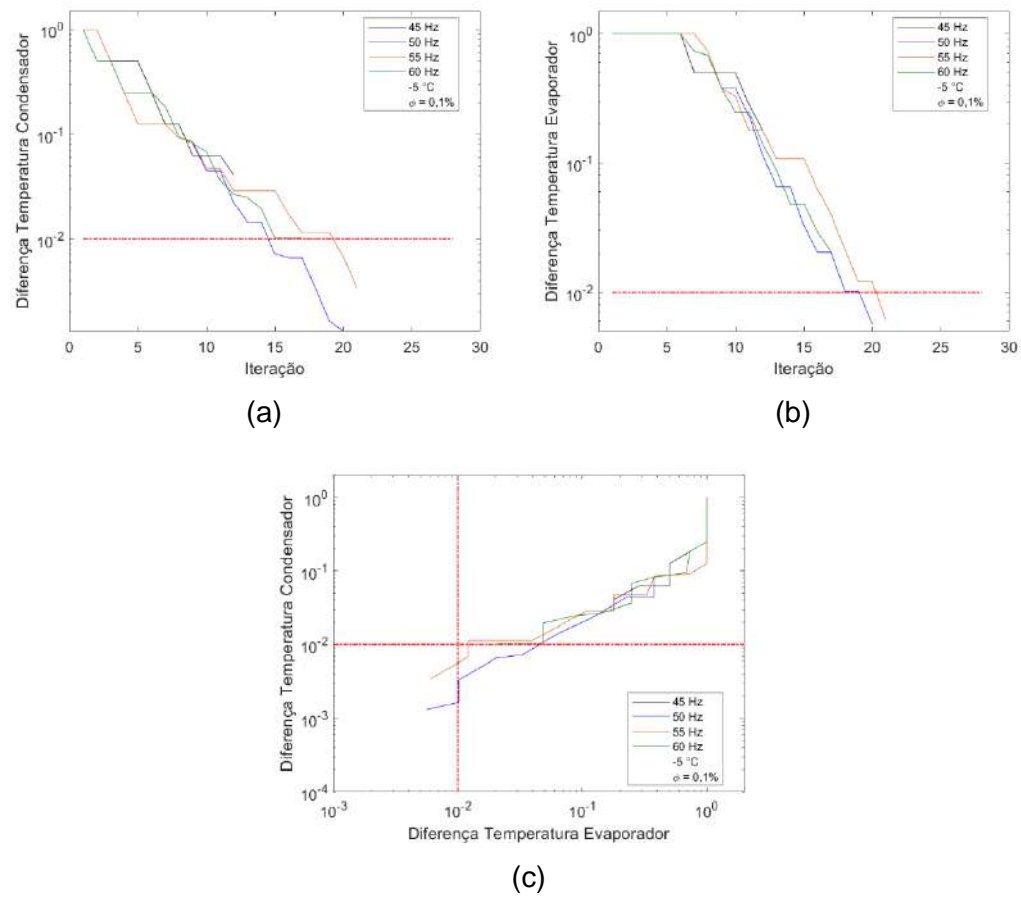 Diferença Temperatura Condensador
10^0
10^-1
10^-2
0 5 10 15 20 25 30
Iteração
45 Hz
50 Hz
55 Hz
60 Hz
-5 °C
ϕ = 0,1%
(a)
Diferença Temperatura Evaporador
10^0
10^-1
10^-2
0 5 10 15 20 25 30
Iteração
45 Hz
50 Hz
55 Hz
60 Hz
-5 °C
ϕ = 0,1%
(b)
Diferença Temperatura Condensador
10^0
10^-1
10^-2
10^-3
10^-4
10^-3 10^-2 10^-1 10^0
Diferença Temperatura Evaporador
45 Hz
50 Hz
55 Hz
60 Hz
-5 °C
ϕ = 0,1%
(c)